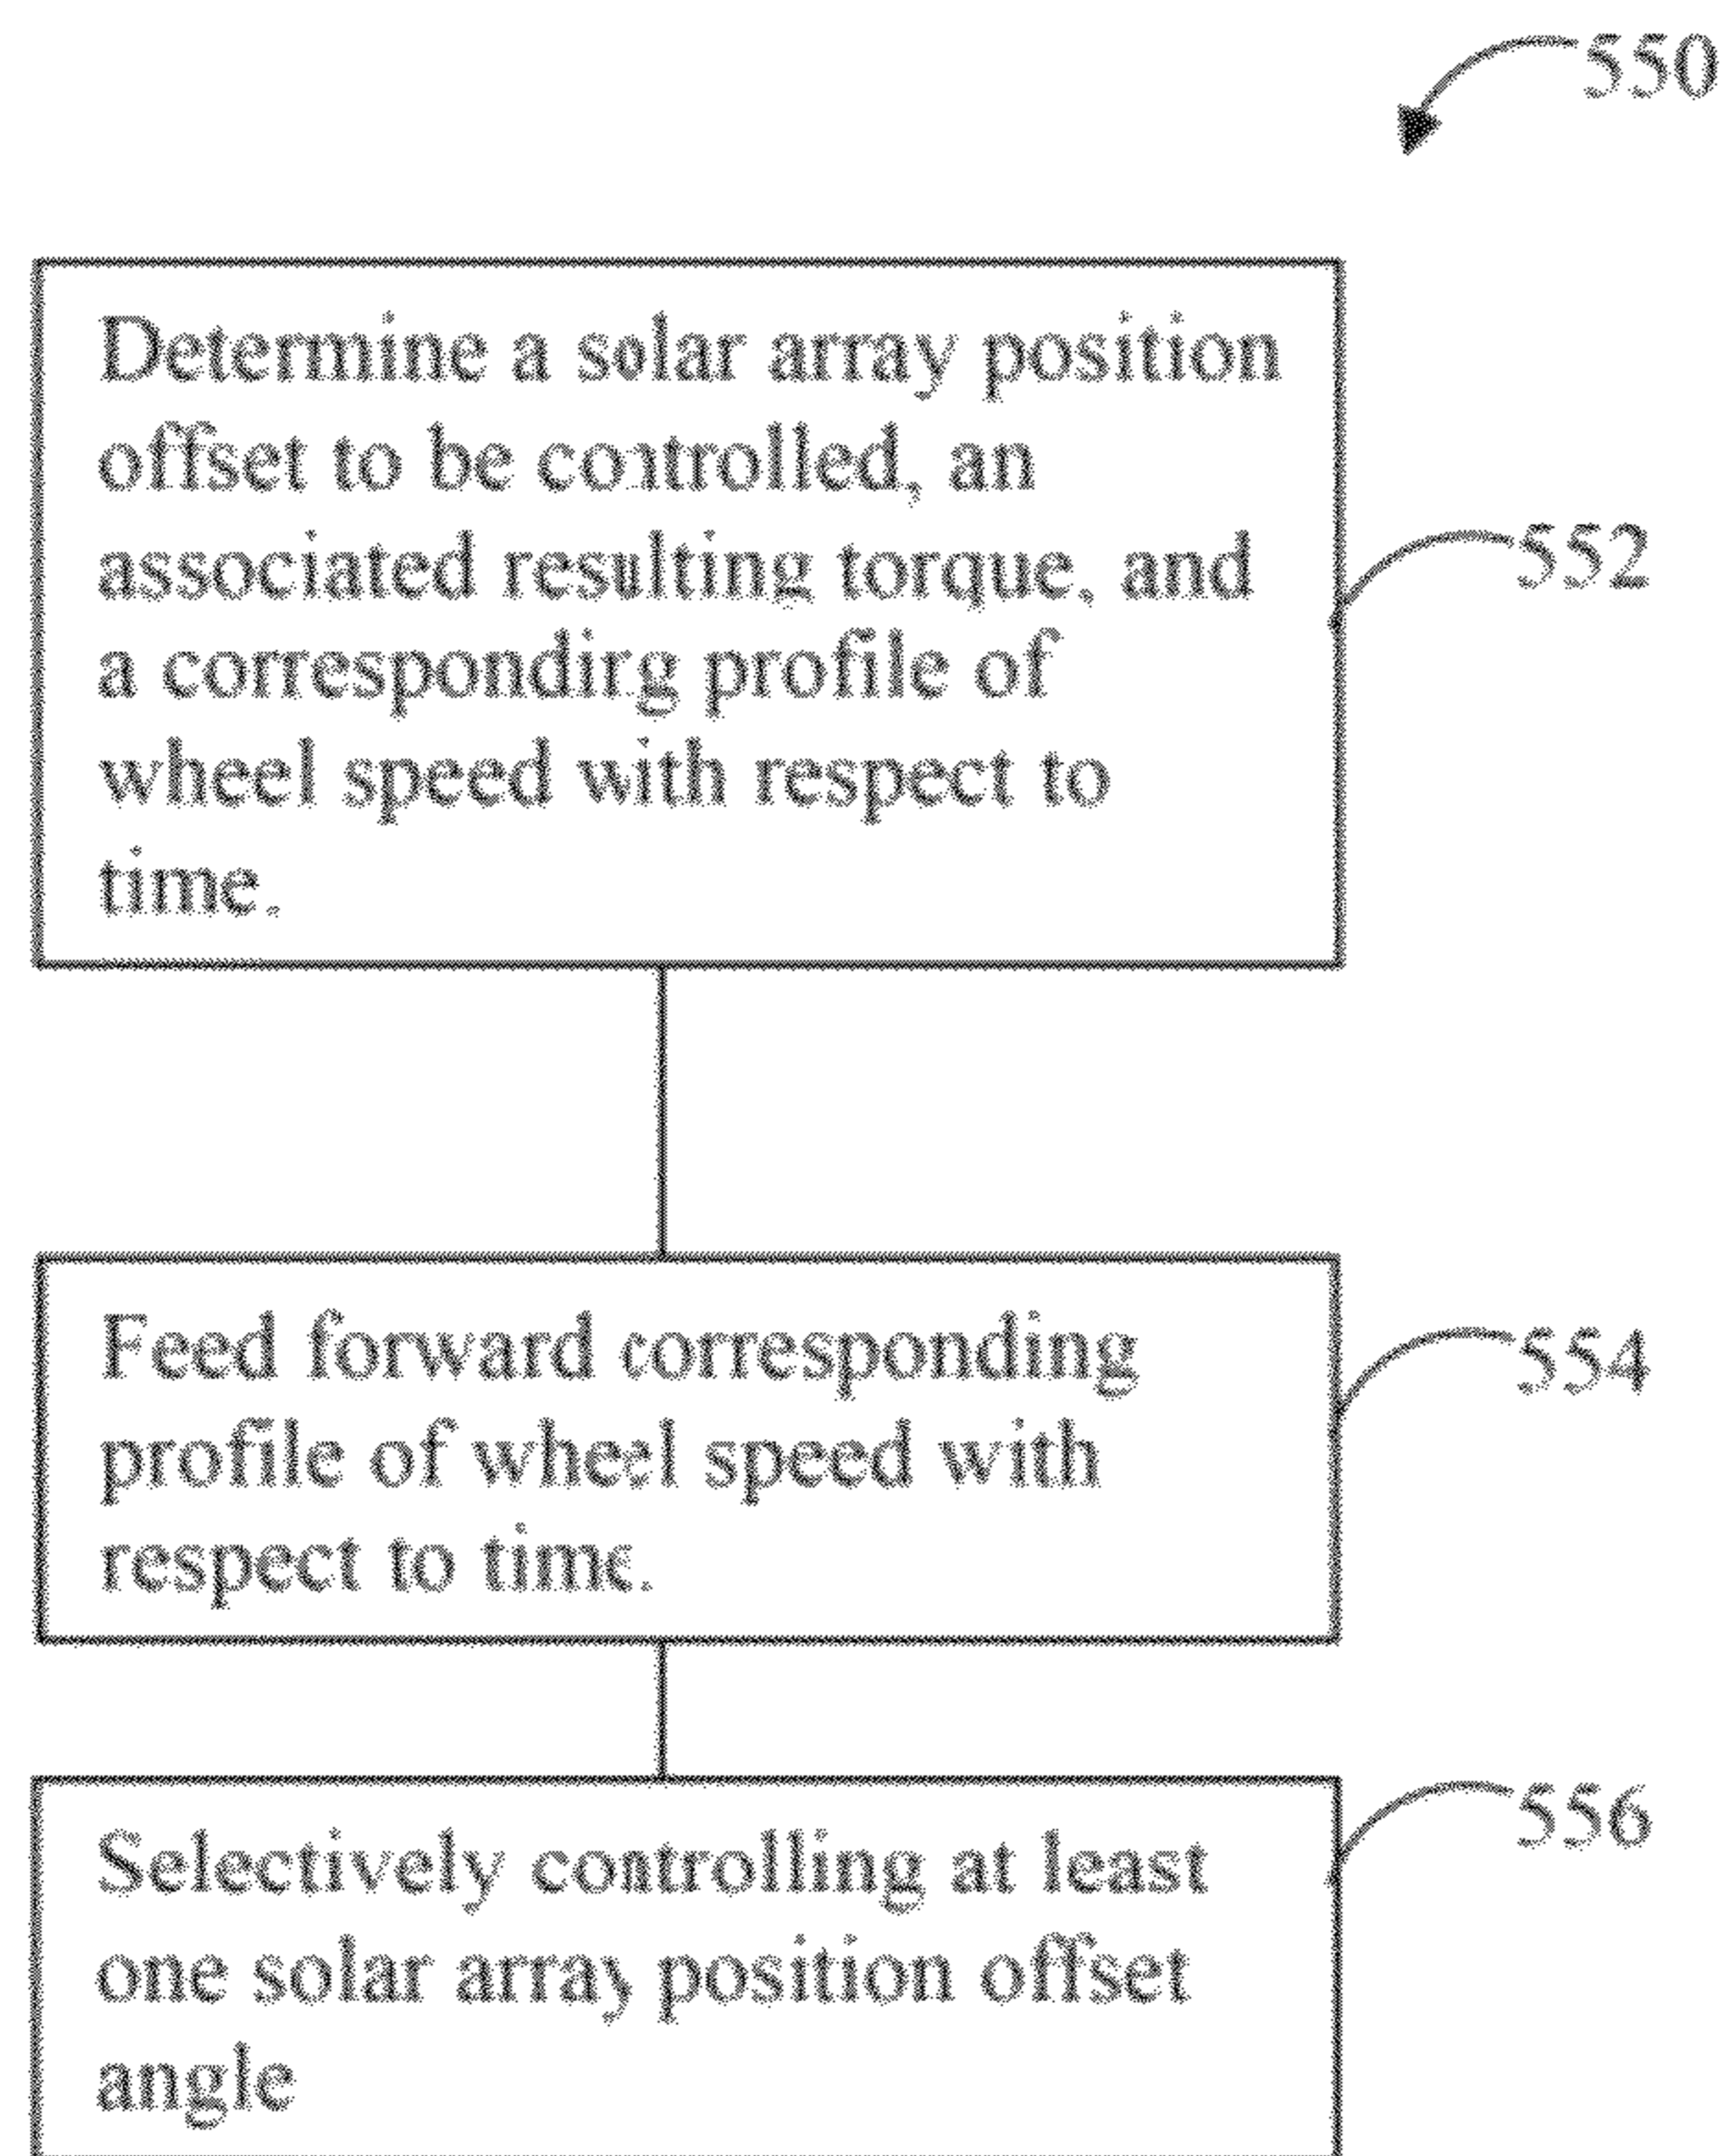 550
Determine a solar array position
offset to be controlled, an
associated resulting torque, and
a corresponding profile of
wheel speed with respect to
time.
552
Feed forward corresponding
profile of wheel speed with
respect to time.
554
Selectively controlling at least
one solar array position offset
angle
556